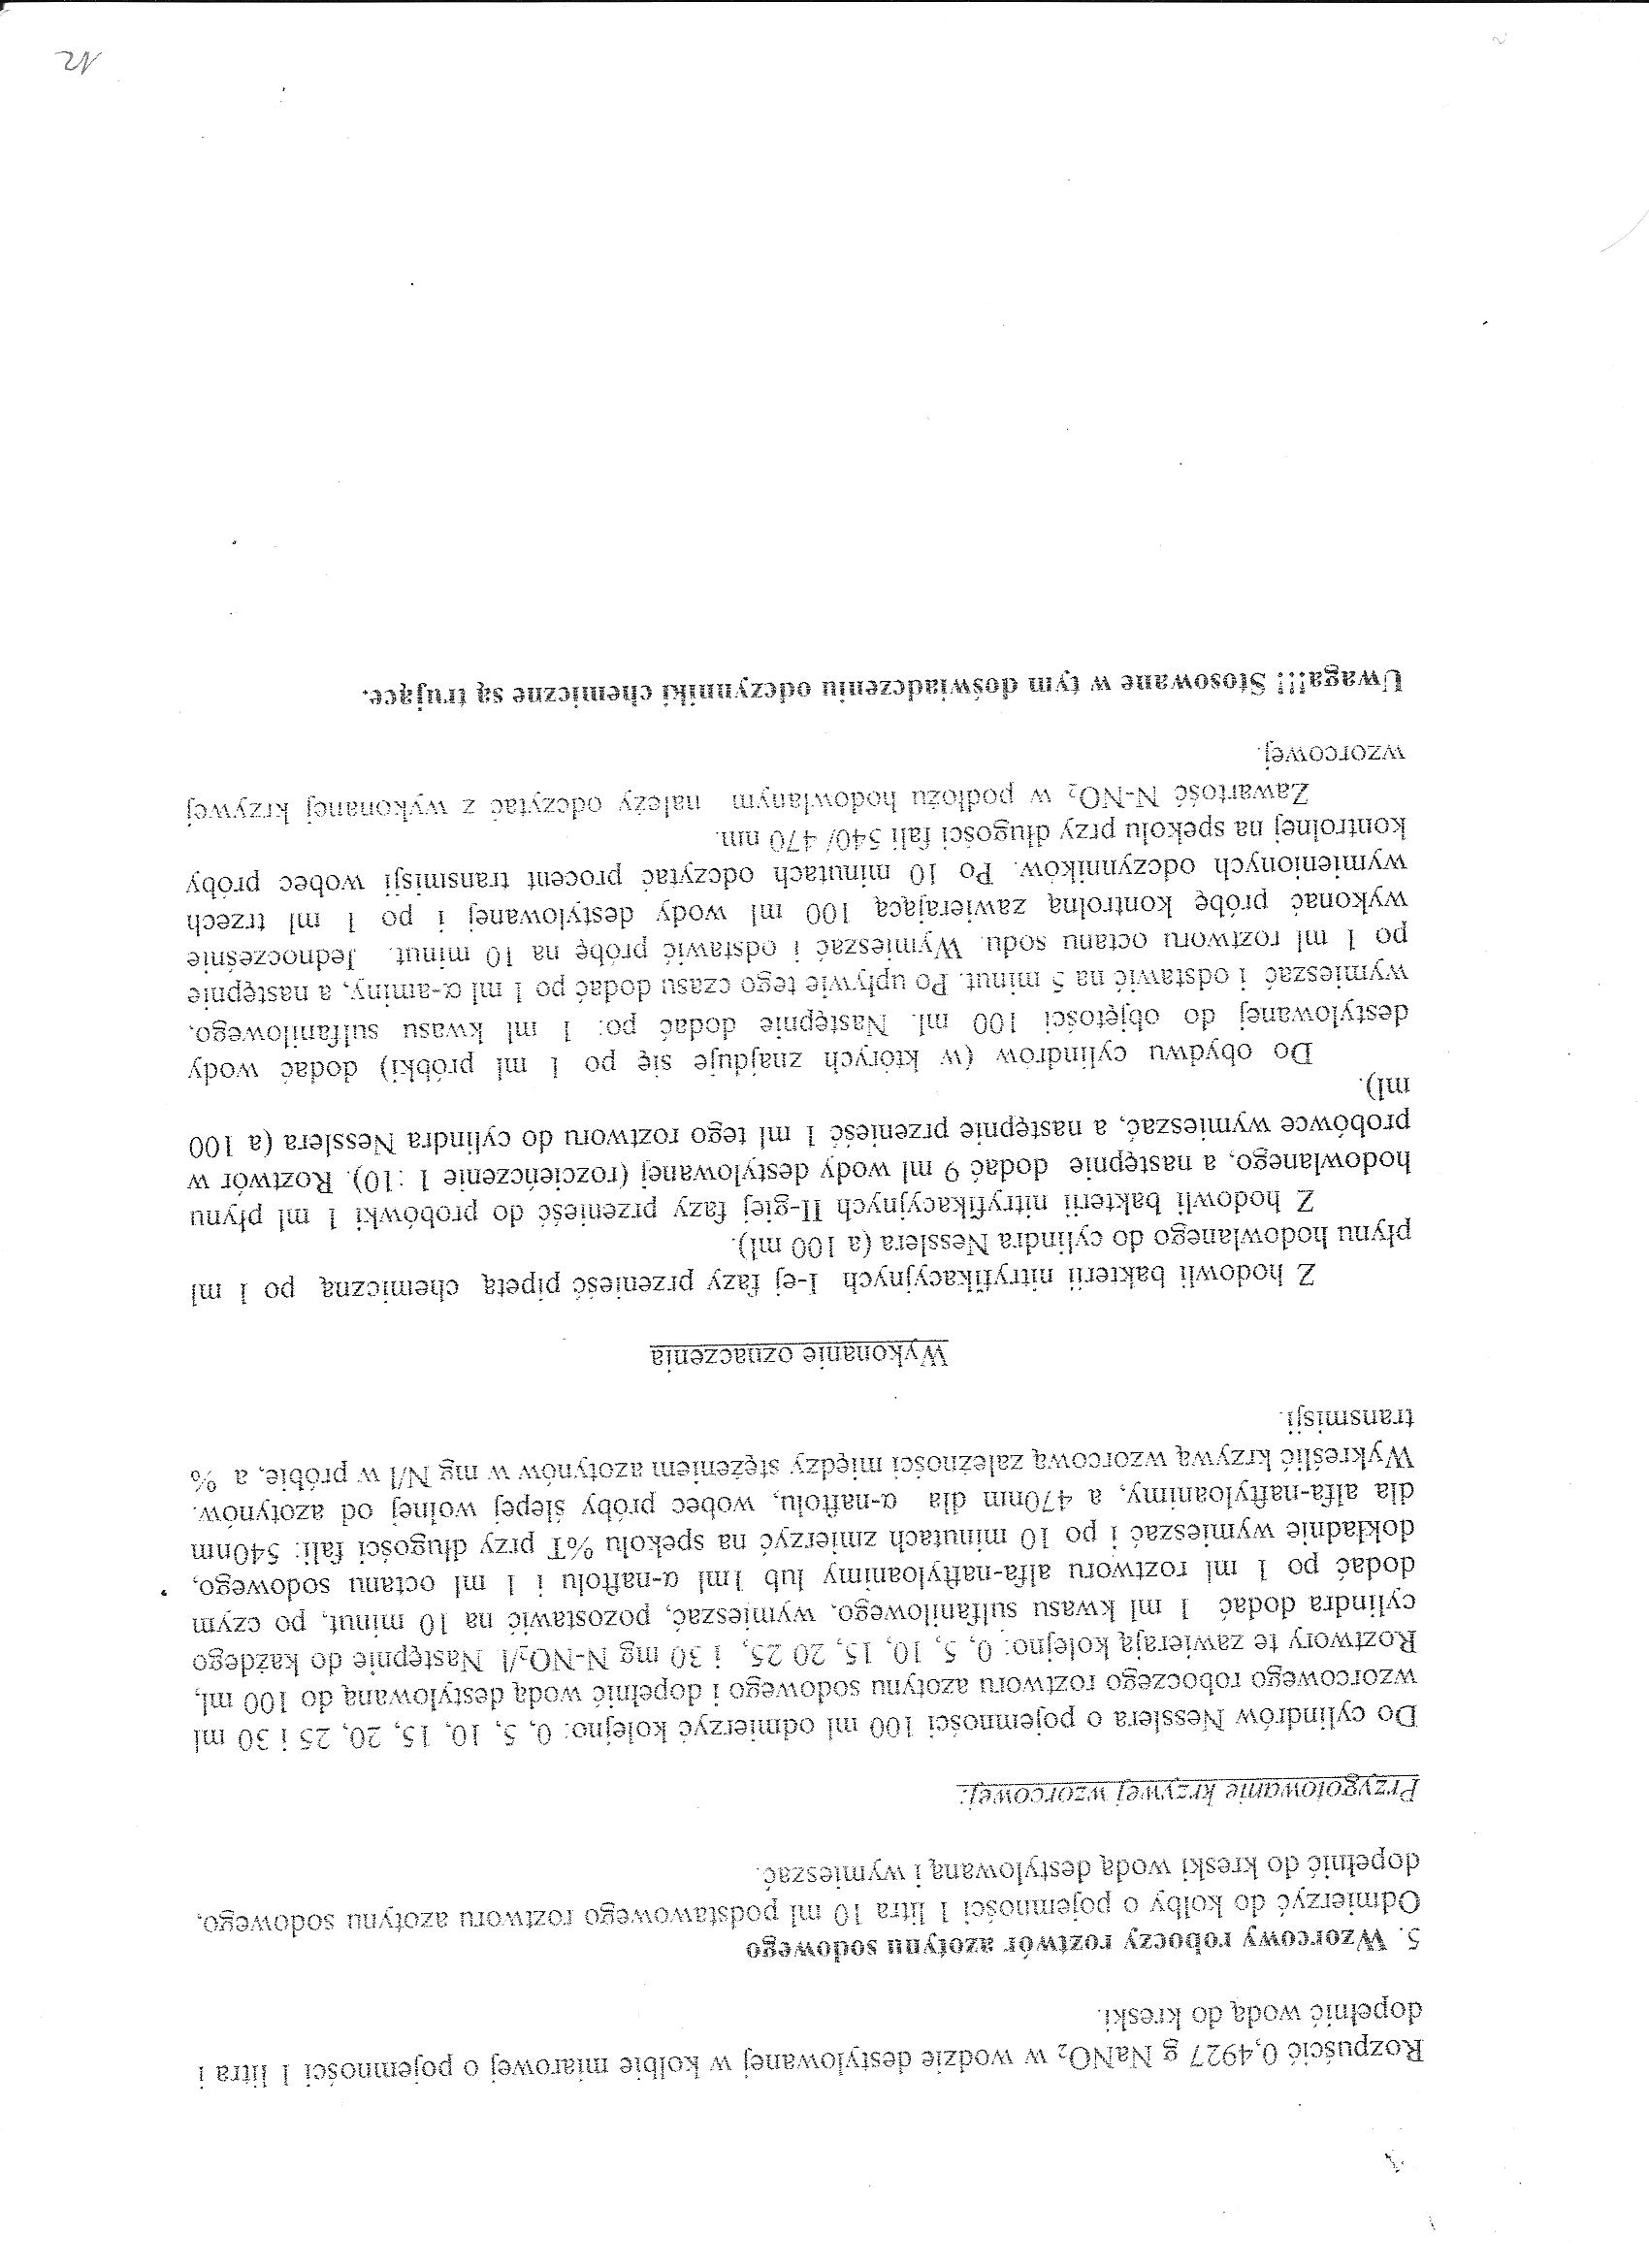 Rozpuścić 0,4927 g NaNO₂ w wodzie destylowanej w kolbie miarowej o pojemności 1 litra i
dopełnić wodą do kreski.
5. Wzorcowy roboczy roztwór azotynu sodowego
Odmierzyć do kolby o pojemności 1 litra 10 ml podstawowego roztworu azotynu sodowego,
dopełnić do kreski wodą destylowaną i wymieszać.
Przygotowanie krzywej wzorcowej:
Do cylindrów Nesslera o pojemności 100 ml odmierzyć kolejno: 0, 5, 10, 15, 20, 25 i 30 ml
wzorcowego roboczego roztworu azotynu sodowego i dopełnić wodą destylowaną do 100 ml,
Roztwory te zawierają kolejno: 0, 5, 10, 15, 20 25, i 30 mg N-NO₂/l Następnie do każdego
cylindra dodać 1 ml kwasu sulfanilowego, wymieszać, pozostawić na 10 minut, po czym
dodać po 1 ml roztworu alfa-naftyloaniny lub 1ml α-naftolu i 1 ml octanu sodowego,
dokładnie wymieszać i po 10 minutach zmierzyć na spekolu %T przy długości fali: 540nm
dla alfa-naftyloaminy, a 470nm dla α-naftolu, wobec próby ślepej wolnej od azotynów.
Wykreślić krzywą wzorcową zależności między stężeniem azotynów w mg N/l w próbie, a %
transmisji.
Wykonanie oznaczenia
Z hodowli bakterii nitryfikacyjnych I-ej fazy przenieść pipetą chemiczną po 1 ml
płynu hodowlanego do cylindra Nesslera (a 100 ml).
Z hodowli bakterii nitryfikacyjnych II-giej fazy przenieść do probówki 1 ml płynu
hodowlanego, a następnie dodać 9 ml wody destylowanej (rozcieńczenie 1 :10). Roztwór w
probówce wymieszać, a następnie przenieść 1 ml tego roztworu do cylindra Nesslera (a 100
ml).
Do obydwu cylindrów (w których znajduje się po 1 ml próbki) dodać wody
destylowanej do objętości 100 ml. Następnie dodać po: 1 ml kwasu sulfanilowego,
wymieszać i odstawić na 5 minut. Po upływie tego czasu dodać po 1 ml α-aminy, a następnie
po 1 ml roztworu octanu sodu. Wymieszać i odstawić próbę na 10 minut. Jednocześnie
wykonać próbę kontrolną zawierającą 100 ml wody destylowanej i po 1 ml trzech
wymienionych odczynników. Po 10 minutach odczytać procent transmisji wobec próby
kontrolnej na spekolu przy długości fali 540/ 470 nm.
Zawartość N-NO₂ w podłożu hodowlanym należy odczytać z wykonanej krzywej
wzorcowej.
Uwaga!!! Stosowane w tym doświadczeniu odczynniki chemiczne są trujące.